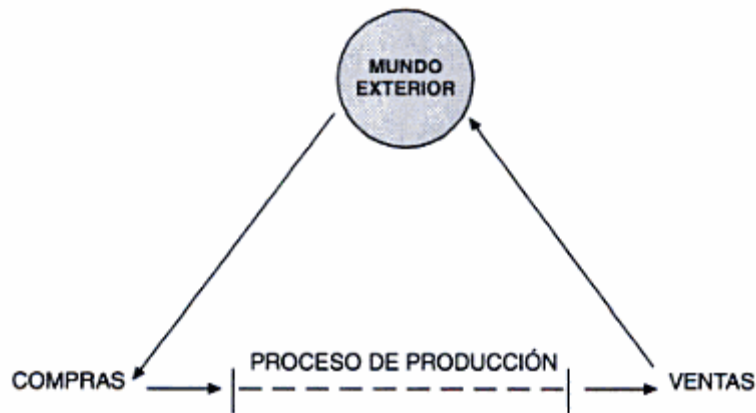 MUNDO
EXTERIOR
PROCESO DE PRODUCCIÓN
COMPRAS
VENTAS